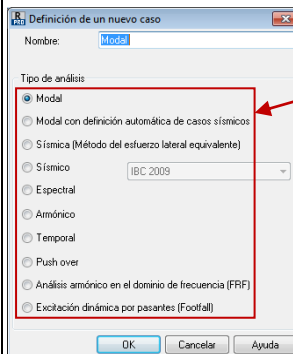 Definición de un nuevo caso
Nombre: Modal
Tipo de análisis
Modal
Modal con definición automática de casos sísmicos
Sísmica (Método del esfuerzo lateral equivalente)
Sísmico IBC 2009
Espectral
Armónico
Temporal
Push over
Análisis armónico en el dominio de frecuencia (FRF)
Excitación dinámica por pasantes (Footfall)
OK Cancelar Ayuda